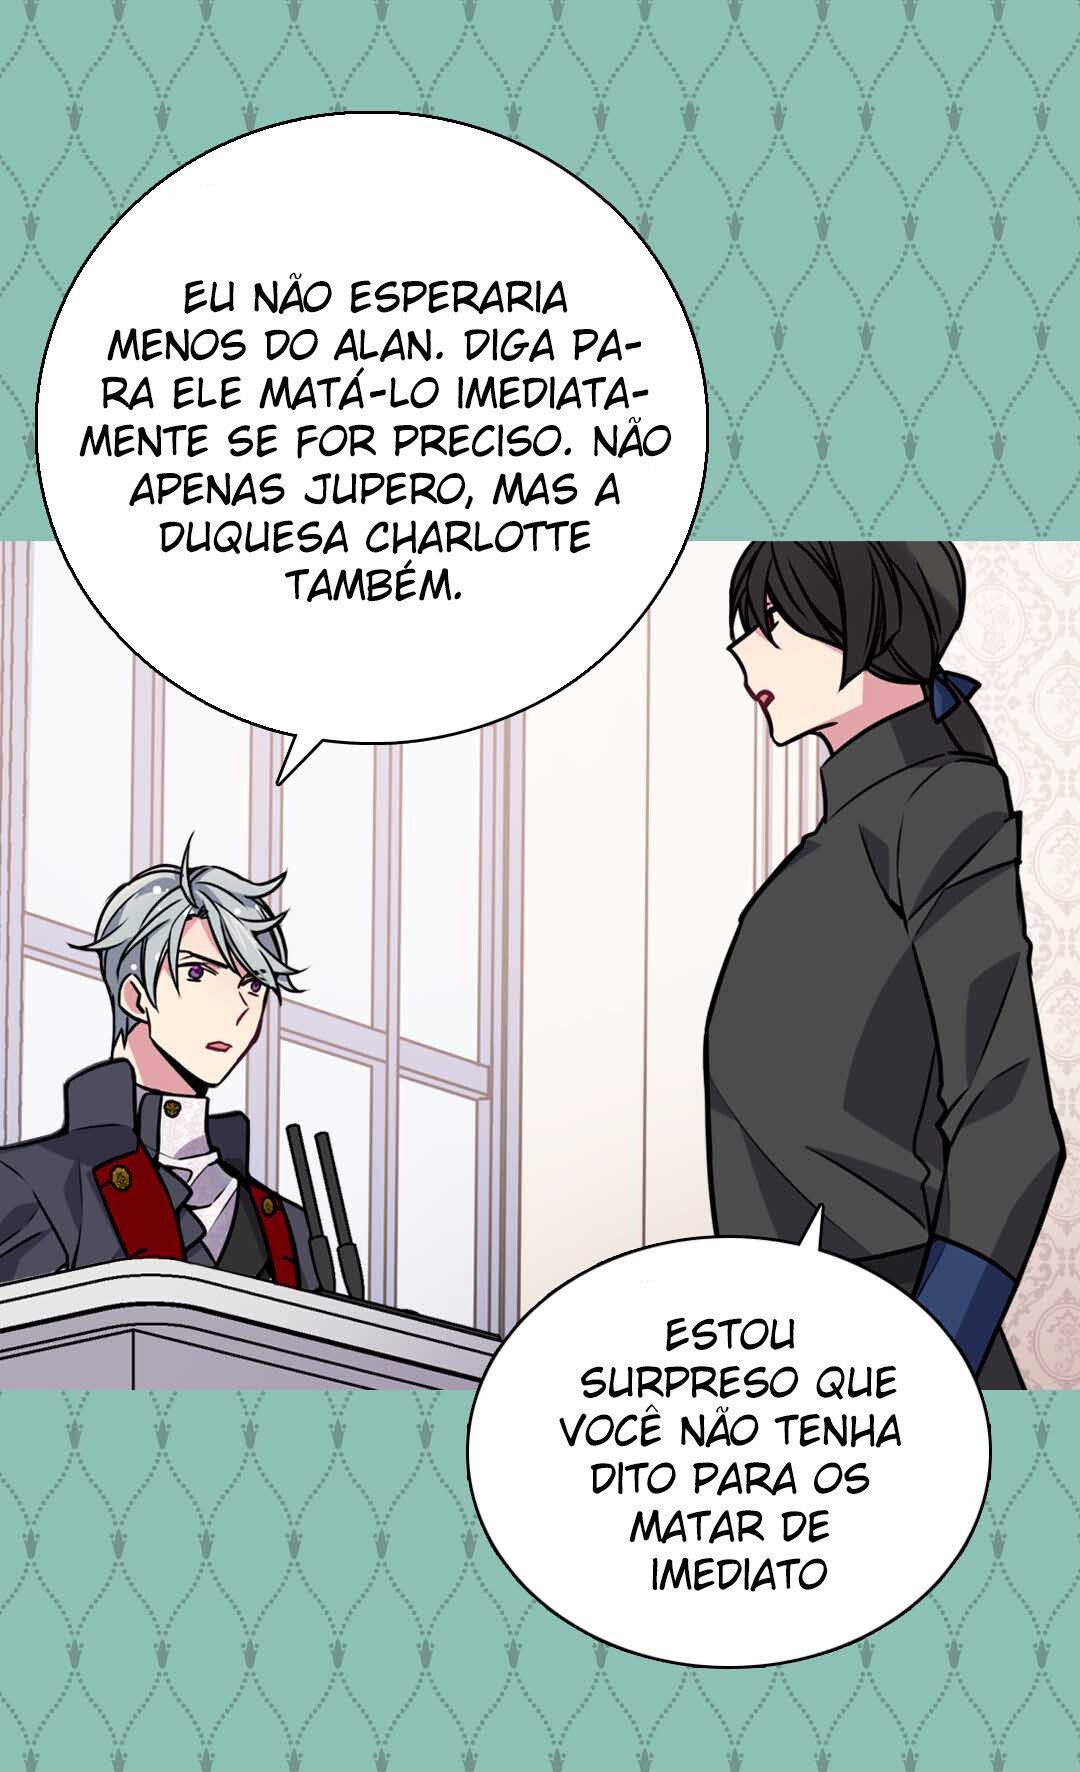 EU NÃO ESPERARIA
MENOS DO ALAN. DIGA PA-
RA ELE MATÁ-LO IMEDIATA-
MENTE SE FOR PRECISO. NÃO
APENAS JUPERO, MAS A
DUQUESA CHARLOTTE
TAMBÉM.
ESTOU
SURPRESO QUE
VOCÊ NÃO TENHA
DITO PARA OS
MATAR DE
IMEDIATO